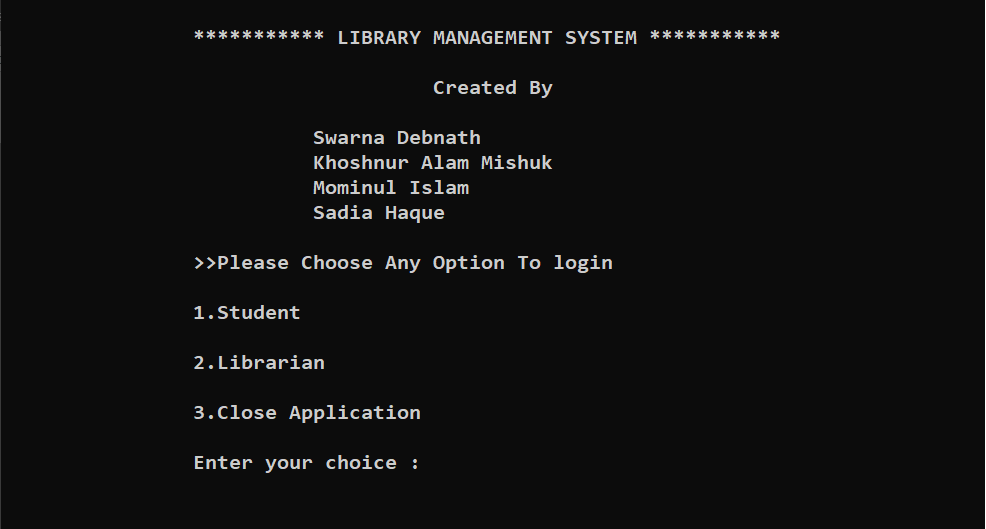 *********** LIBRARY MANAGEMENT SYSTEM ***********
Created By
Swarna Debnath
Khoshnur Alam Mishuk
Mominul Islam
Sadia Haque
>>Please Choose Any Option To login
1.Student
2.Librarian
3.Close Application
Enter your choice :